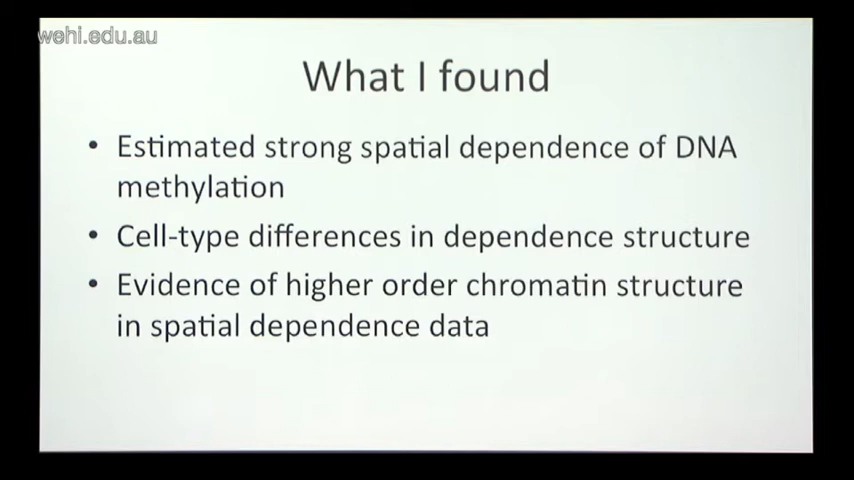 wehi.edu.au
What I found
• Estimated strong spatial dependence of DNA
methylation
• Cell-type differences in dependence structure
• Evidence of higher order chromatin structure
in spatial dependence data